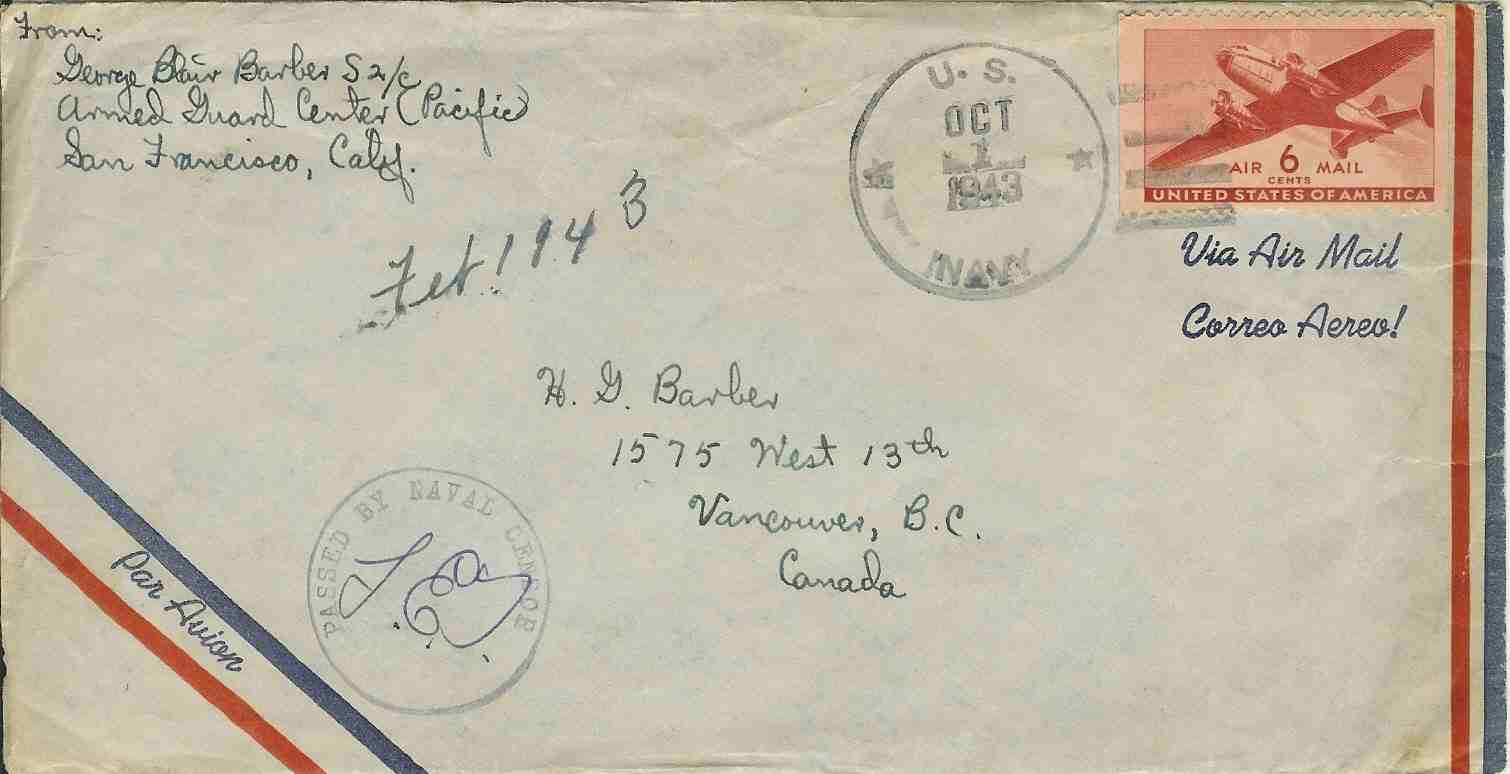 From:
George Blair Barber S 2/c
Armed Guard Center (Pacific)
San Francisco, Calif.
U. S.
OCT
1
1943
NAVY
AIR 6 MAIL
CENTS
UNITED STATES OF AMERICA
Via Air Mail
Correo Aereo!
Feb. 1943
H. G. Barber
1575 West 13th
Vancouver, B.C.
Canada
PASSED BY NAVAL CENSOR
Par Avion